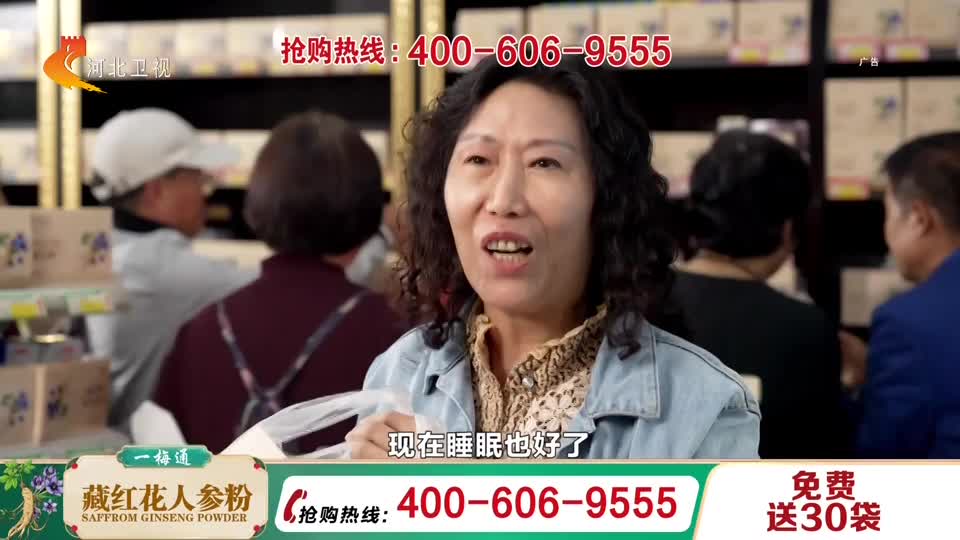 抢购热线：400-606-9555
河北卫视
广告
现在睡眠也好了
一梅通
藏红花人参粉
SAFFROM GINSENG POWDER
抢购热线：400-606-9555
免费
送30袋